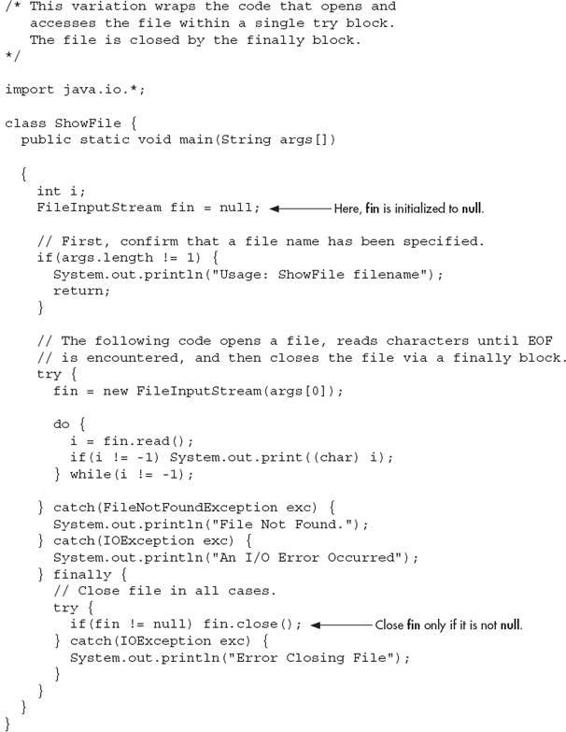 /* This variation wraps the code that opens and
   accesses the file within a single try block.
   The file is closed by the finally block.
*/
import java.io.*;
class ShowFile {
  public static void main(String args[])
  {
    int i;
    FileInputStream fin = null; Here, fin is initialized to null.
    // First, confirm that a file name has been specified.
    if(args.length != 1) {
      System.out.println("Usage: ShowFile filename");
      return;
    }
    // The following code opens a file, reads characters until EOF
    // is encountered, and then closes the file via a finally block.
    try {
      fin = new FileInputStream(args[0]);
      do {
        i = fin.read();
        if(i != -1) System.out.print((char) i);
      } while(i != -1);
    } catch(FileNotFoundException exc) {
      System.out.println("File Not Found.");
    } catch(IOException exc) {
      System.out.println("An I/O Error Occurred");
    } finally {
      // Close file in all cases.
      try {
        if(fin != null) fin.close(); Close fin only if it is not null.
      } catch(IOException exc) {
        System.out.println("Error Closing File");
      }
    }
  }
}